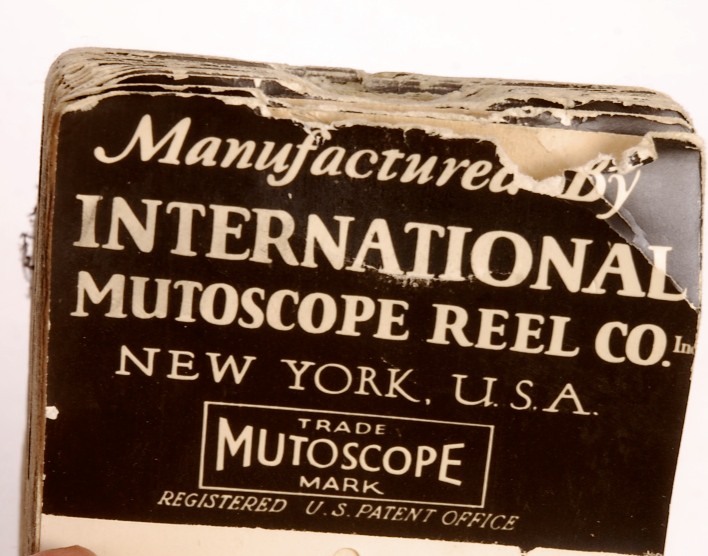 Manufactured By
INTERNATIONAL
MUTOSCOPE REEL CO. Inc
NEW YORK, U.S.A.
TRADE
MUTOSCOPE
MARK
REGISTERED U.S. PATENT OFFICE